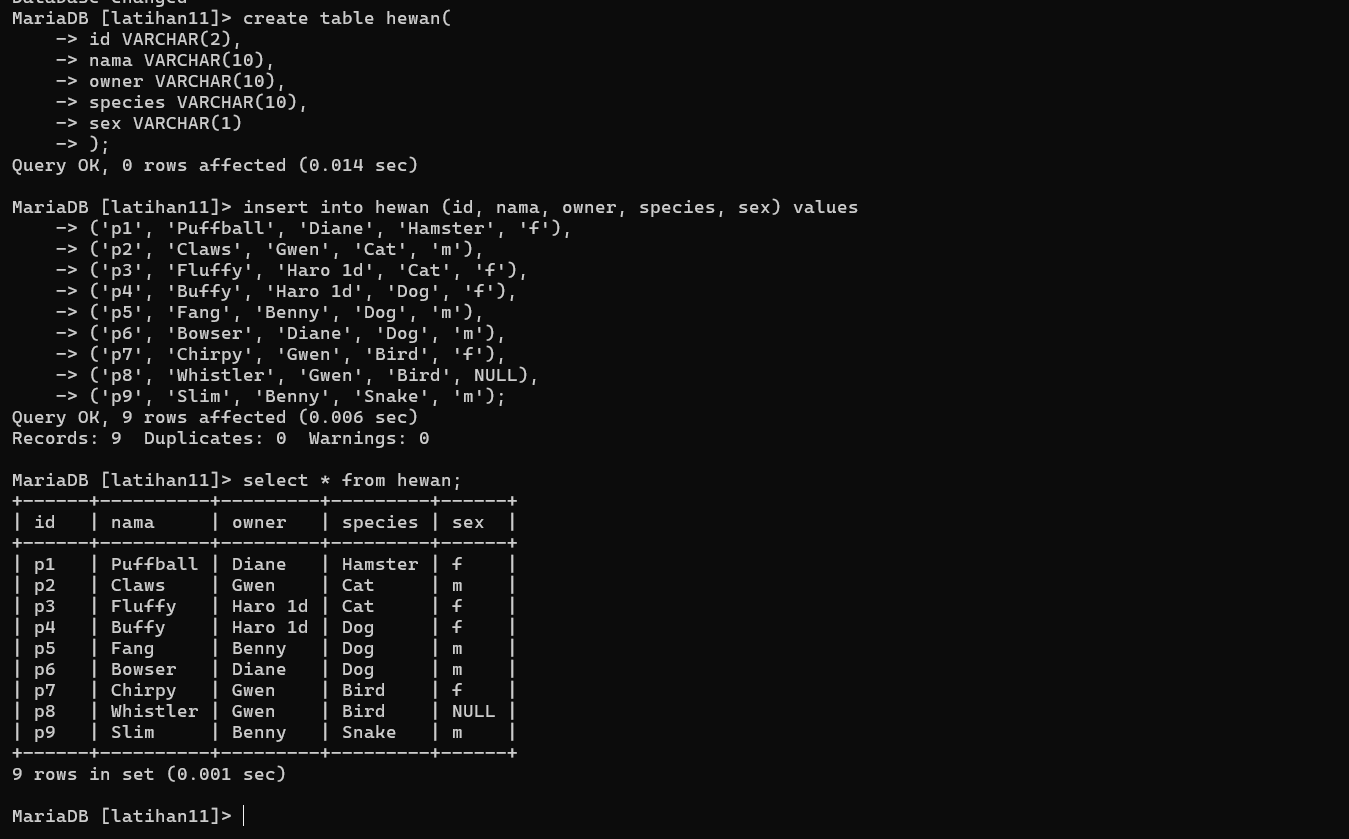 Database changed
MariaDB [latihan11]> create table hewan(
    -> id VARCHAR(2),
    -> nama VARCHAR(10),
    -> owner VARCHAR(10),
    -> species VARCHAR(10),
    -> sex VARCHAR(1)
    -> );
Query OK, 0 rows affected (0.014 sec)

MariaDB [latihan11]> insert into hewan (id, nama, owner, species, sex) values
    -> ('p1', 'Puffball', 'Diane', 'Hamster', 'f'),
    -> ('p2', 'Claws', 'Gwen', 'Cat', 'm'),
    -> ('p3', 'Fluffy', 'Haro 1d', 'Cat', 'f'),
    -> ('p4', 'Buffy', 'Haro 1d', 'Dog', 'f'),
    -> ('p5', 'Fang', 'Benny', 'Dog', 'm'),
    -> ('p6', 'Bowser', 'Diane', 'Dog', 'm'),
    -> ('p7', 'Chirpy', 'Gwen', 'Bird', 'f'),
    -> ('p8', 'Whistler', 'Gwen', 'Bird', NULL),
    -> ('p9', 'Slim', 'Benny', 'Snake', 'm');
Query OK, 9 rows affected (0.006 sec)
Records: 9  Duplicates: 0  Warnings: 0

MariaDB [latihan11]> select * from hewan;
+------+----------+---------+---------+------+
| id   | nama     | owner   | species | sex  |
+------+----------+---------+---------+------+
| p1   | Puffball | Diane   | Hamster | f    |
| p2   | Claws    | Gwen    | Cat     | m    |
| p3   | Fluffy   | Haro 1d | Cat     | f    |
| p4   | Buffy    | Haro 1d | Dog     | f    |
| p5   | Fang     | Benny   | Dog     | m    |
| p6   | Bowser   | Diane   | Dog     | m    |
| p7   | Chirpy   | Gwen    | Bird    | f    |
| p8   | Whistler | Gwen    | Bird    | NULL |
| p9   | Slim     | Benny   | Snake   | m    |
+------+----------+---------+---------+------+
9 rows in set (0.001 sec)

MariaDB [latihan11]>